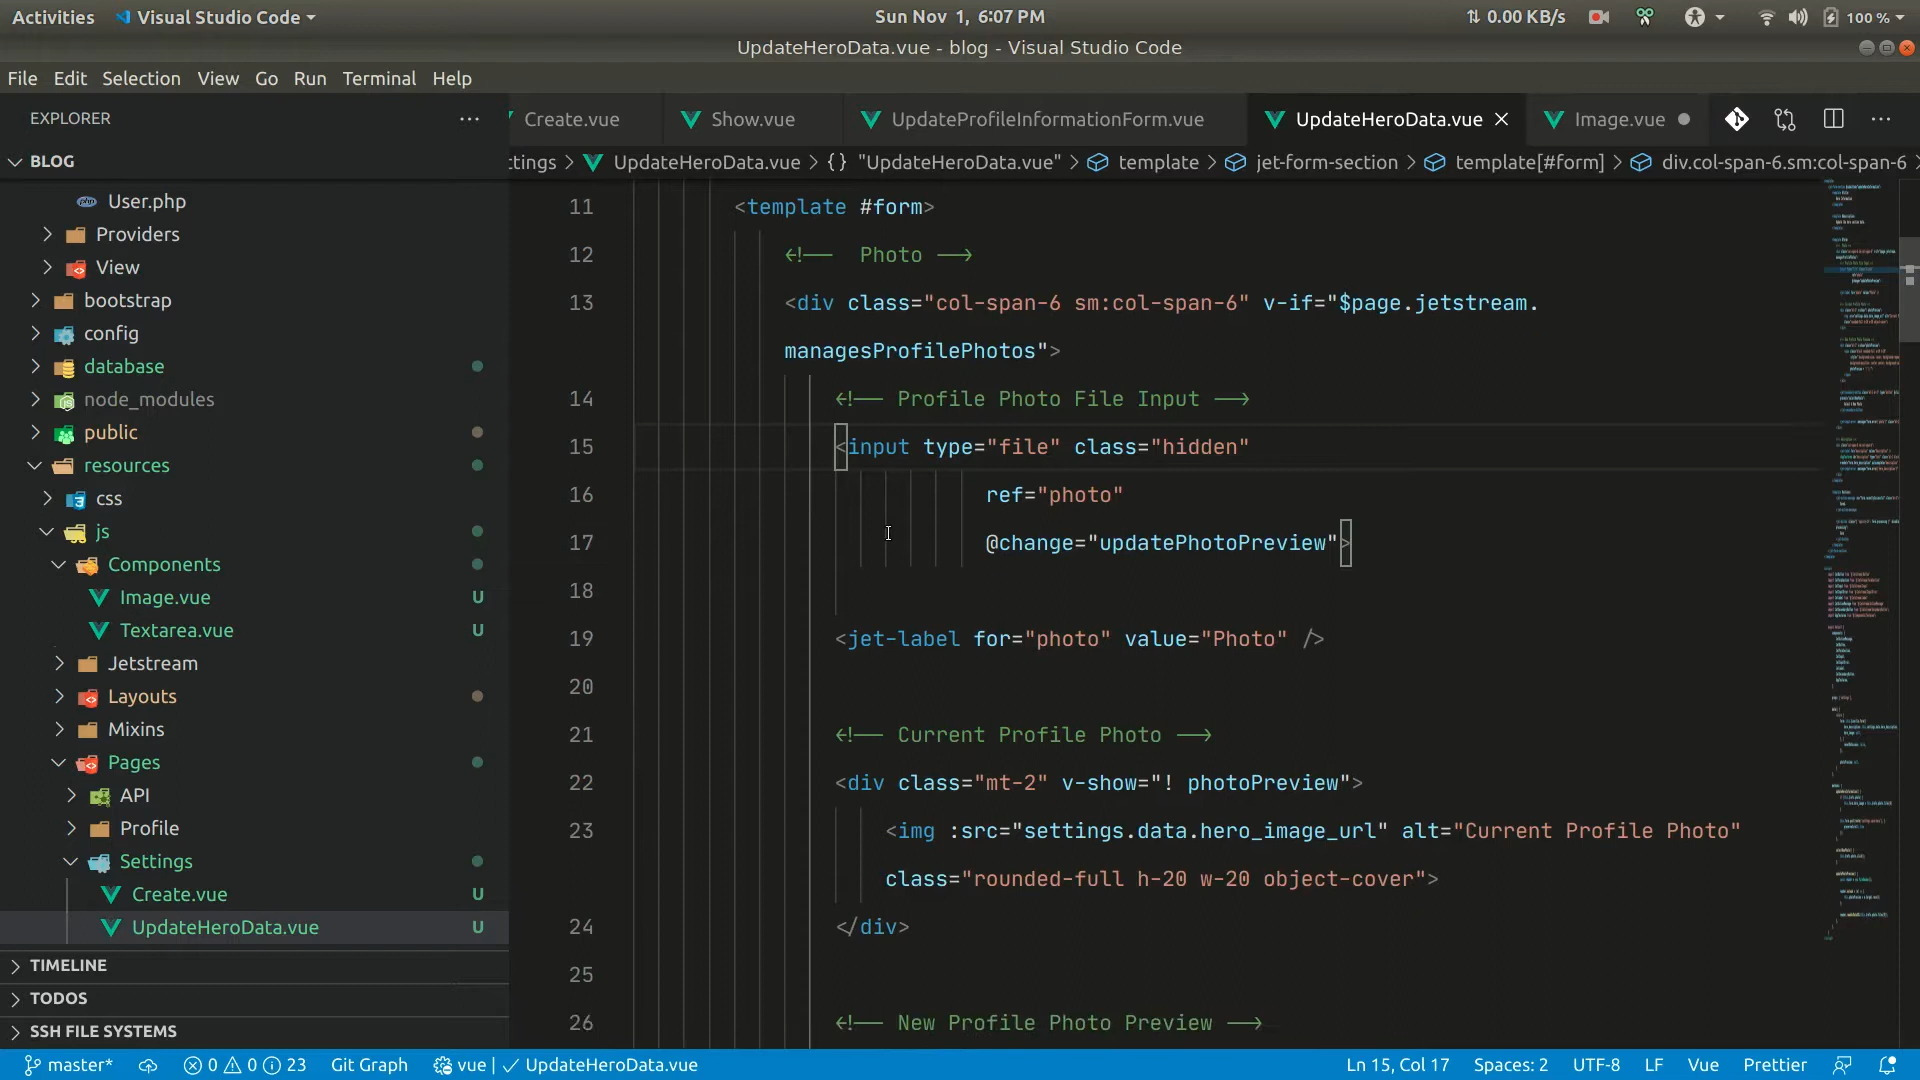 Activities Visual Studio Code Sun Nov 1, 6:07 PM 0.00 KB/s 100 %
UpdateHeroData.vue - blog - Visual Studio Code
File Edit Selection View Go Run Terminal Help
EXPLORER
BLOG
User.php
Providers
View
bootstrap
config
database
node_modules
public
resources
css
js
Components
Image.vue U
Textarea.vue U
Jetstream
Layouts
Mixins
Pages
API
Profile
Settings
Create.vue U
UpdateHeroData.vue U
TIMELINE
TODOS
SSH FILE SYSTEMS
Create.vue Show.vue UpdateProfileInformationForm.vue UpdateHeroData.vue Image.vue
ttings > UpdateHeroData.vue > {} "UpdateHeroData.vue" > template > jet-form-section > template[#form] > div.col-span-6.sm:col-span-6 >
11 <template #form>
12 <!-- Photo -->
13 <div class="col-span-6 sm:col-span-6" v-if="$page.jetstream.
managesProfilePhotos">
14 <!-- Profile Photo File Input -->
15 <input type="file" class="hidden"
16 ref="photo"
17 @change="updatePhotoPreview">
18
19 <jet-label for="photo" value="Photo" />
20
21 <!-- Current Profile Photo -->
22 <div class="mt-2" v-show="! photoPreview">
23 <img :src="settings.data.hero_image_url" alt="Current Profile Photo"
class="rounded-full h-20 w-20 object-cover">
24 </div>
25
26 <!-- New Profile Photo Preview -->
master* 0 0 23 Git Graph vue | UpdateHeroData.vue Ln 15, Col 17 Spaces: 2 UTF-8 LF Vue Prettier